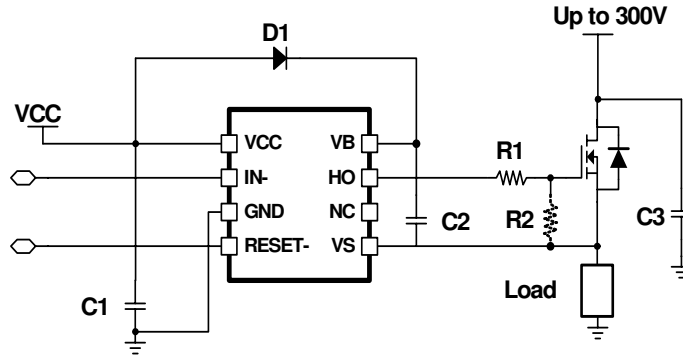 Up to 300V
D1
VCC
VCC VB
IN- HO
GND NC
RESET- VS
R1
R2
C2
C3
Load
C1